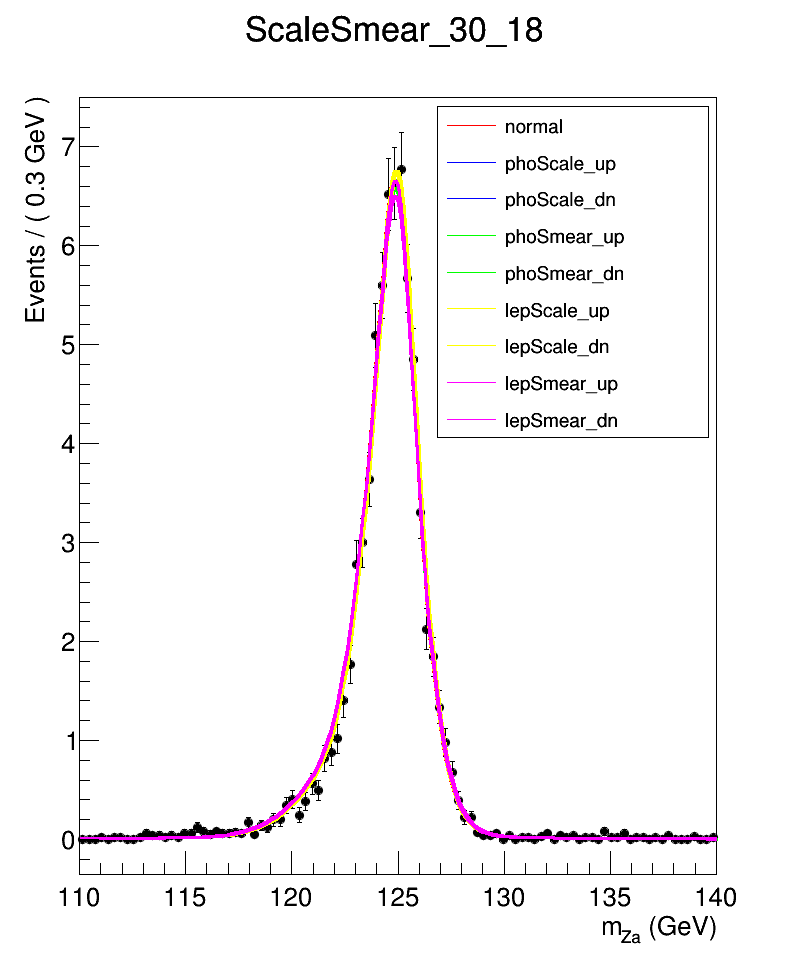 ScaleSmear_30_18
Events / ( 0.3 GeV )
7
6
5
4
3
2
1
0
normal
phoScale_up
phoScale_dn
phoSmear_up
phoSmear_dn
lepScale_up
lepScale_dn
lepSmear_up
lepSmear_dn
110 115 120 125 130 135 140
m_Za (GeV)